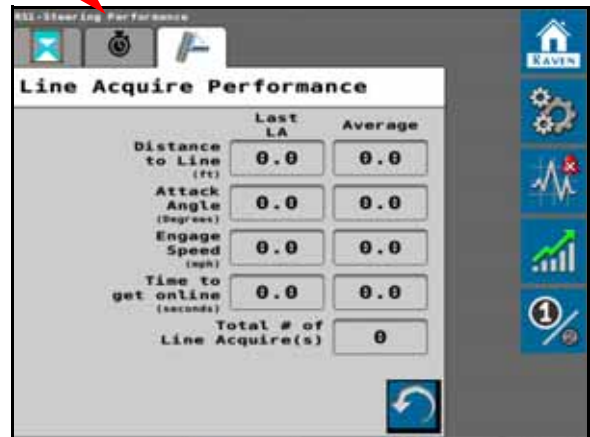 RS1-Steering Performance
Line Acquire Performance
Last LA
Average
Distance to Line (ft)
0.0
0.0
Attack Angle (Degrees)
0.0
0.0
Engage Speed (mph)
0.0
0.0
Time to get online (seconds)
0.0
0.0
Total # of Line Acquire(s)
0
RAVEN
1